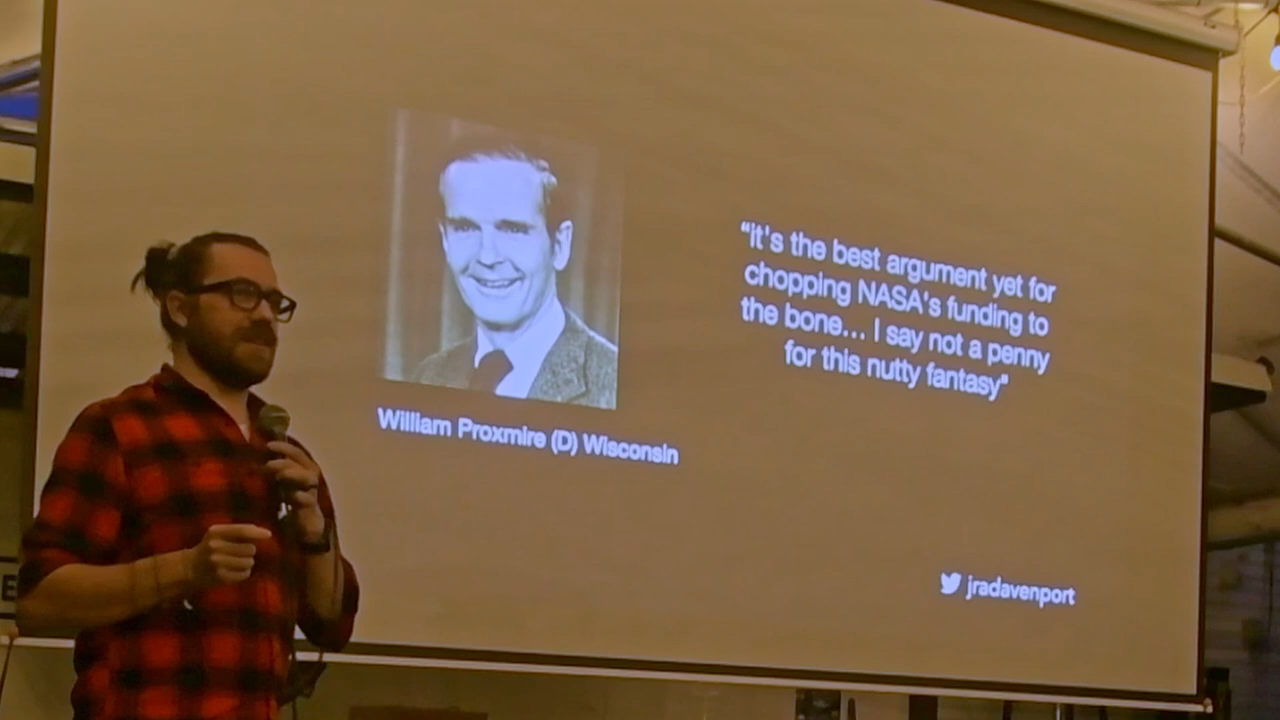 "it's the best argument yet for
chopping NASA's funding to
the bone... I say not a penny
for this nutty fantasy"
William Proxmire (D) Wisconsin
jradavenport
E